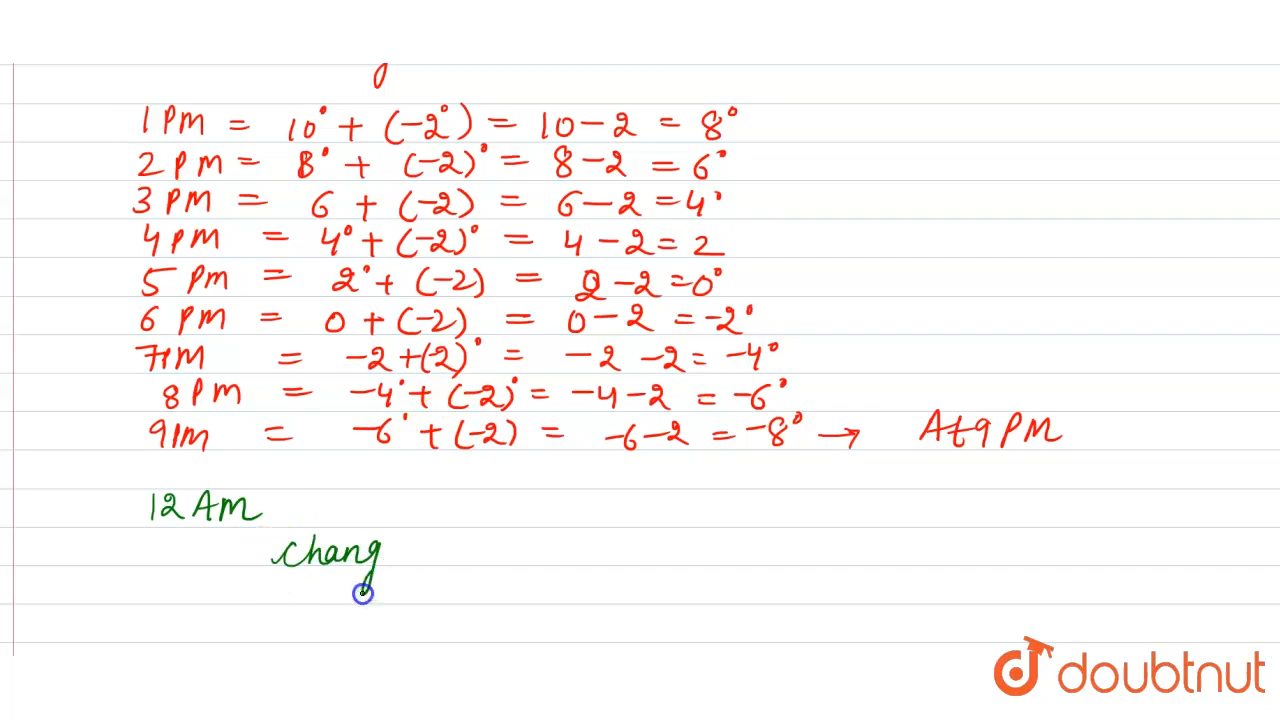 1 PM = 10° + (-2°) = 10 - 2 = 8°
2 PM = 8° + (-2)° = 8 - 2 = 6°
3 PM = 6 + (-2) = 6 - 2 = 4°
4 PM = 4° + (-2)° = 4 - 2 = 2
5 PM = 2° + (-2) = 2 - 2 = 0°
6 PM = 0 + (-2) = 0 - 2 = -2°
7PM = -2 + (-2)° = -2 -2 = -4°
8 PM = -4° + (-2)° = -4 - 2 = -6°
9PM = -6° + (-2) = -6 - 2 = -8° → At 9 PM
12 AM
chang
doubtnut